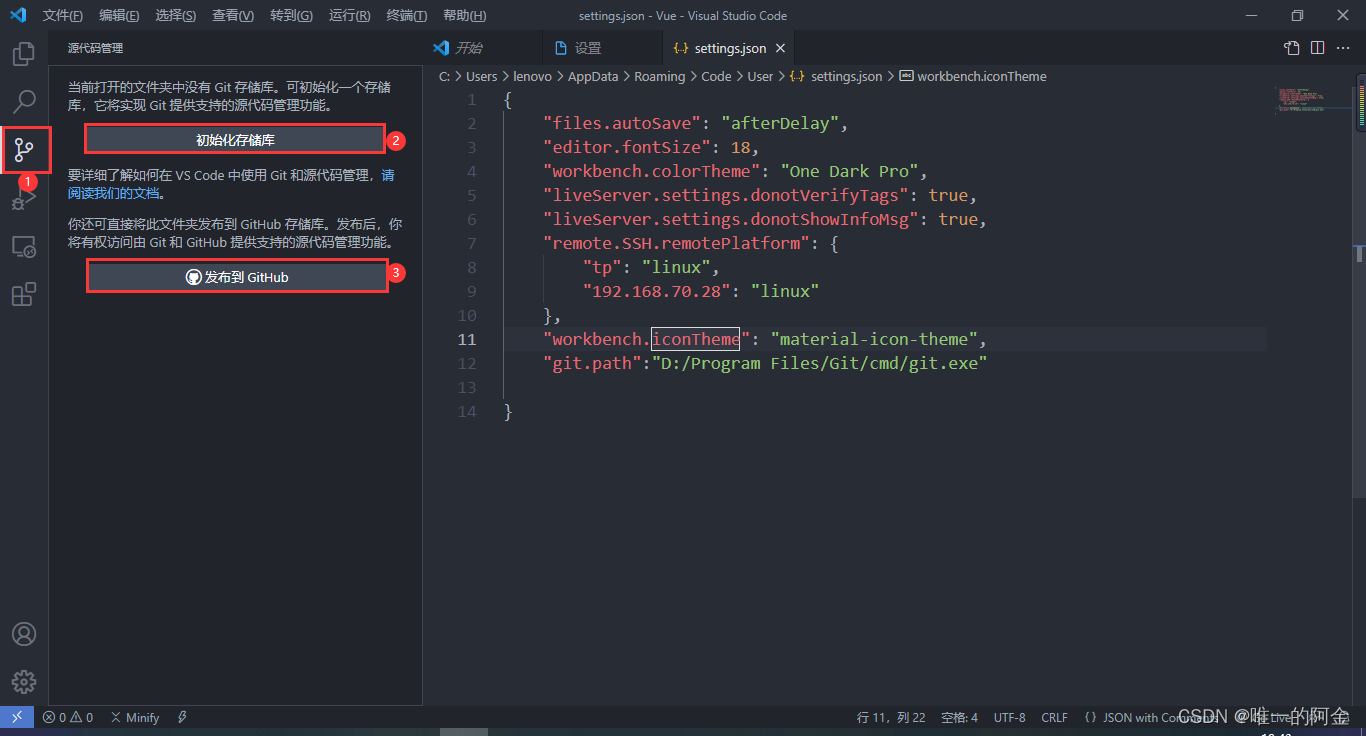 文件(F) 编辑(E) 选择(S) 查看(V) 转到(G) 运行(R) 终端(T) 帮助(H) settings.json - Vue - Visual Studio Code
源代码管理
开始 设置 {..} settings.json
C: > Users > lenovo > AppData > Roaming > Code > User > {..} settings.json > abc workbench.iconTheme
当前打开的文件夹中没有 Git 存储库。可初始化一个存储
库，它将实现 Git 提供支持的源代码管理功能。
初始化存储库
2
1
要详细了解如何在 VS Code 中使用 Git 和源代码管理，请
阅读我们的文档。
你还可直接将此文件夹发布到 GitHub 存储库。发布后，你
将有权访问由 Git 和 GitHub 提供支持的源代码管理功能。
发布到 GitHub
3
1 {
2 "files.autoSave": "afterDelay",
3 "editor.fontSize": 18,
4 "workbench.colorTheme": "One Dark Pro",
5 "liveServer.settings.donotVerifyTags": true,
6 "liveServer.settings.donotShowInfoMsg": true,
7 "remote.SSH.remotePlatform": {
8 "tp": "linux",
9 "192.168.70.28": "linux"
10 },
11 "workbench.iconTheme": "material-icon-theme",
12 "git.path":"D:/Program Files/Git/cmd/git.exe"
13
14 }
0 0 Minify 行 11，列 22 空格: 4 UTF-8 CRLF {} JSON with Comments Go Live
CSDN @唯一的阿金